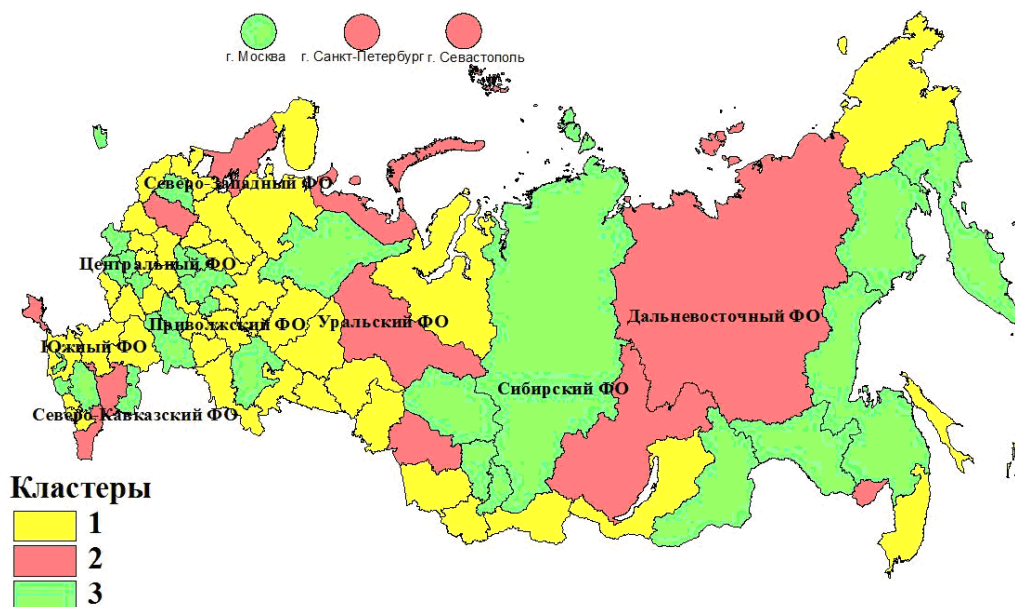 г. Москва г. Санкт-Петербург г. Севастополь
Северо-Западный ФО
Центральный ФО
Приволжский ФО
Уральский ФО
Дальневосточный ФО
Южный ФО
Сибирский ФО
Северо-Кавказский ФО
Кластеры
1
2
3